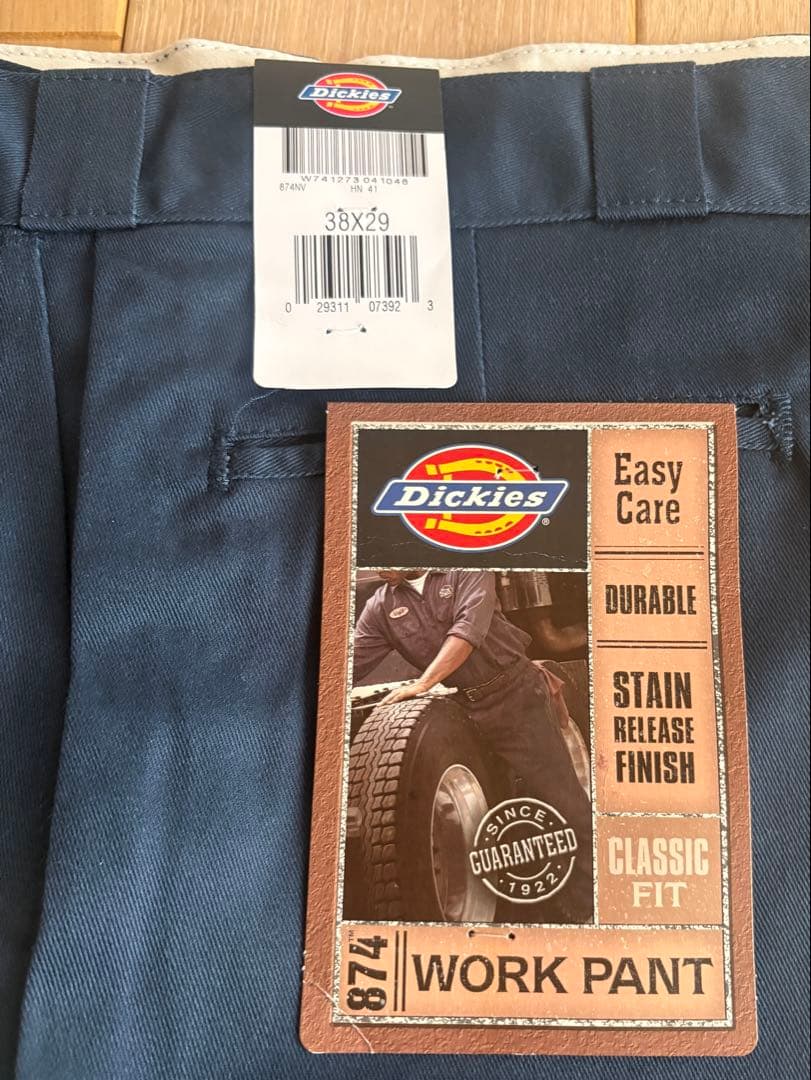 Dickies
W741273 041046
874NV HN 41
38X29
0 29311 07392 3
Dickies
Easy
Care
DURABLE
STAIN
RELEASE
FINISH
SINCE
GUARANTEED
1922
CLASSIC
FIT
874™
WORK PANT